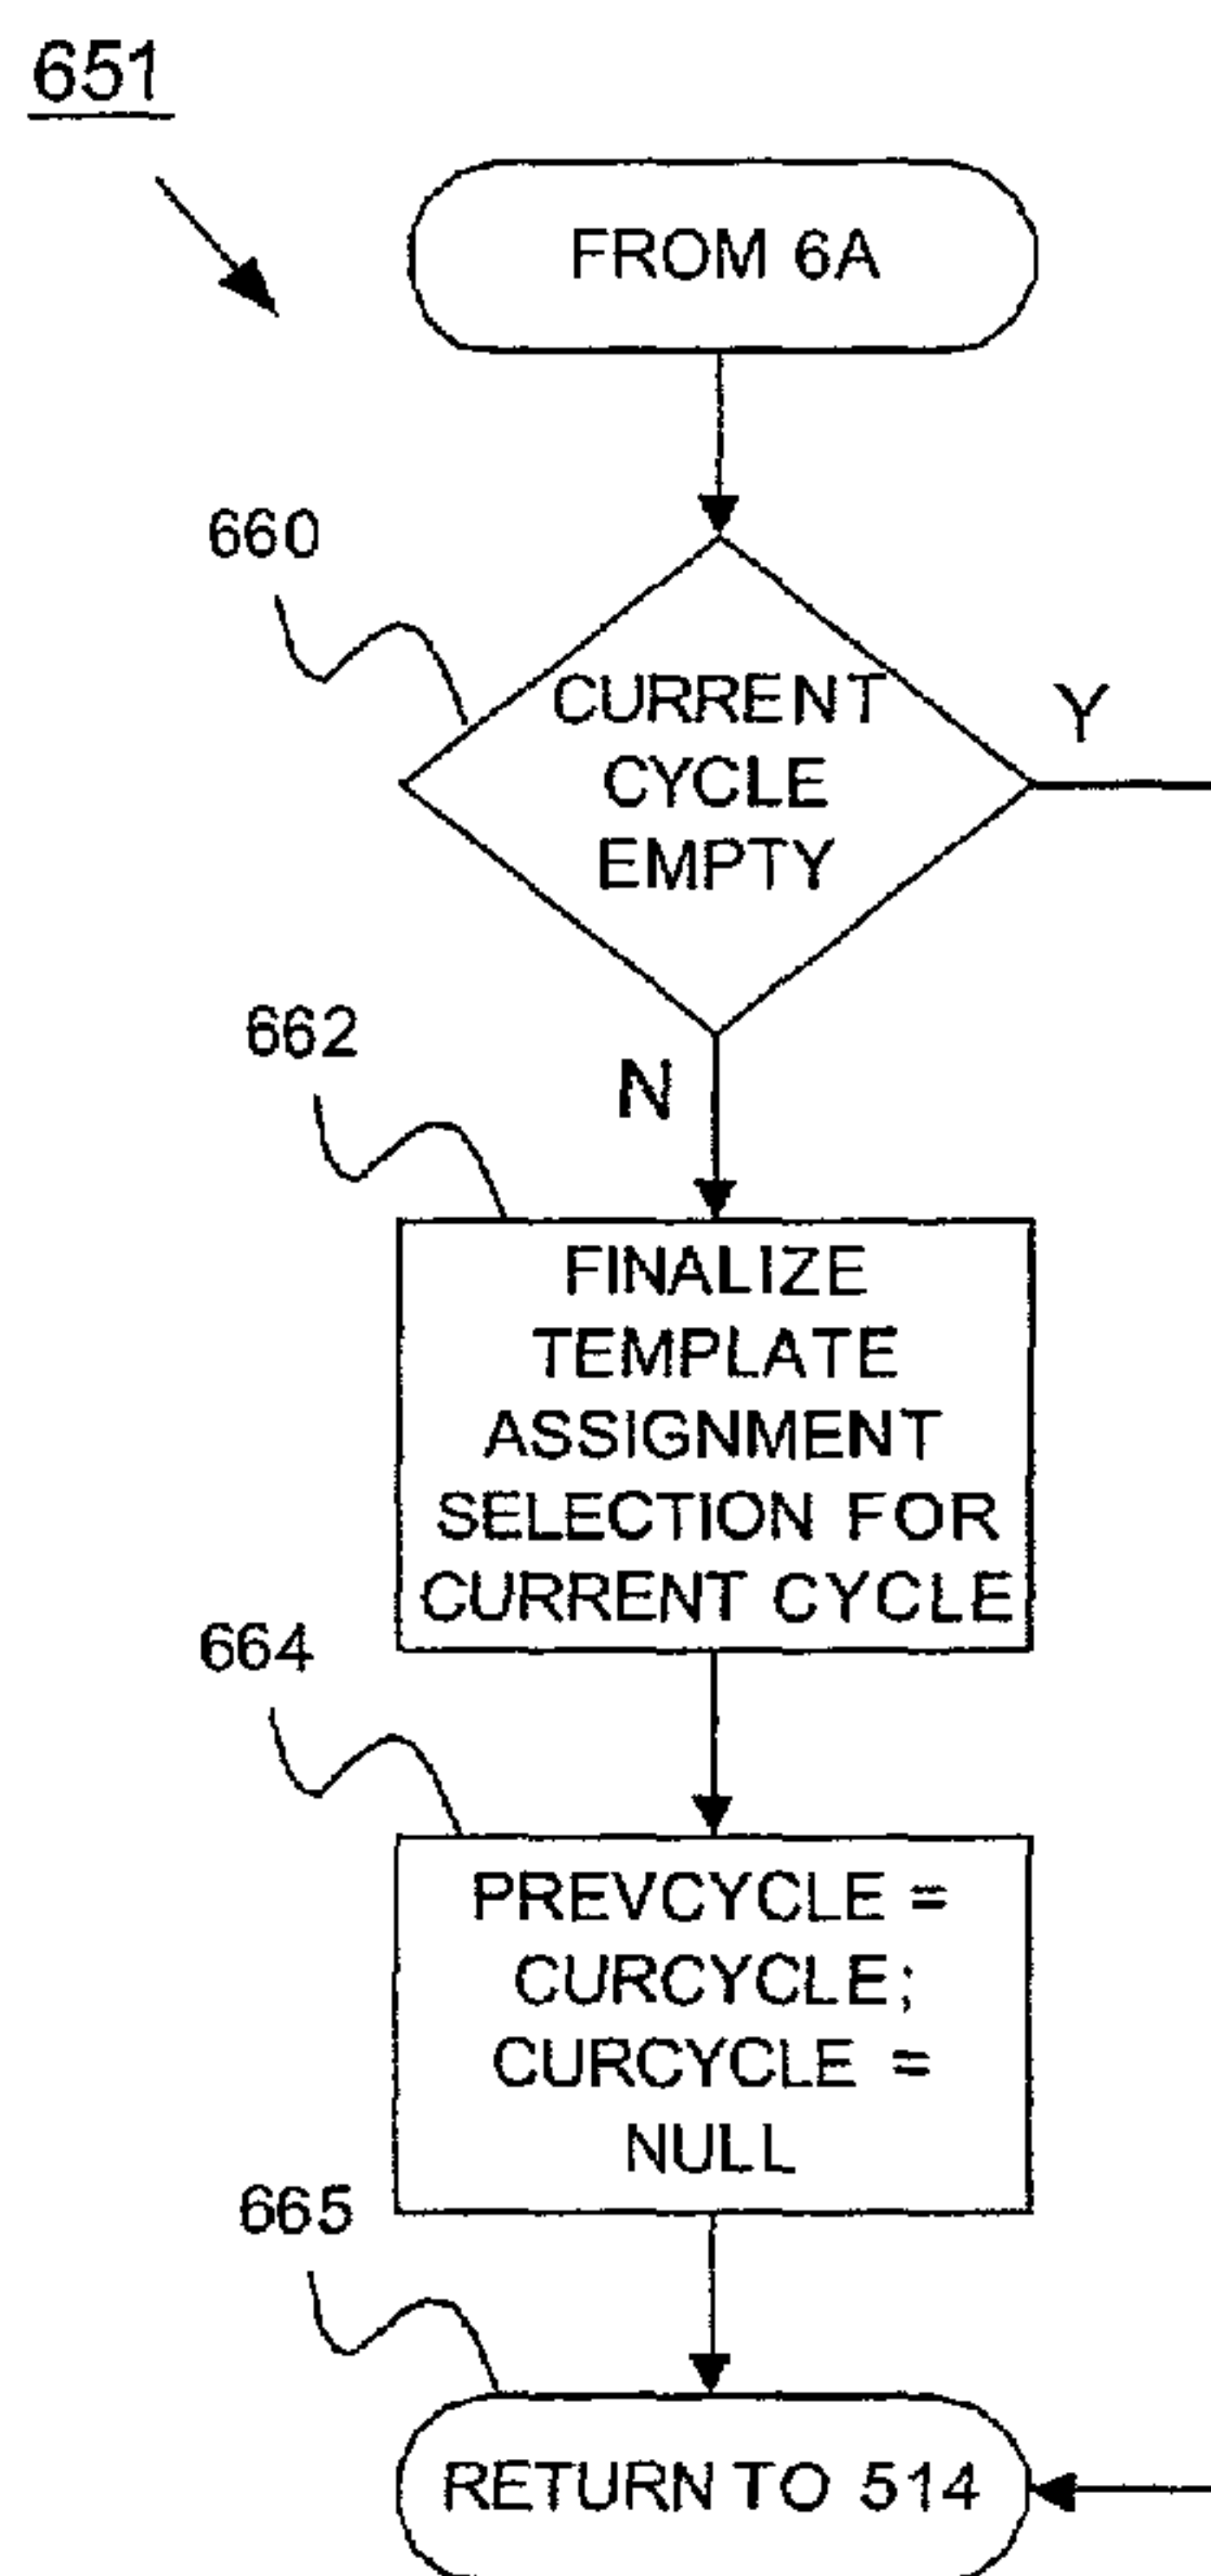 651
FROM 6A
660
CURRENT
CYCLE
EMPTY
Y
N
662
FINALIZE
TEMPLATE
ASSIGNMENT
SELECTION FOR
CURRENT CYCLE
664
PREVCYCLE =
CURCYCLE;
CURCYCLE =
NULL
665
RETURN TO 514